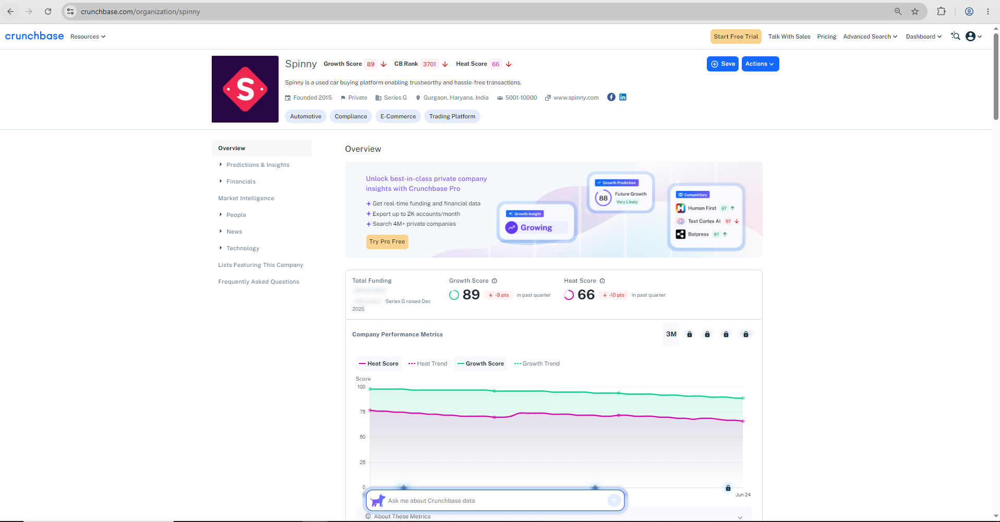 crunchbase.com/organization/spinny
crunchbase Resources Start Free Trial Talk With Sales Pricing Advanced Search Dashboard
S
Spinny Growth Score 89 CB Rank 3701 Heat Score 66 Save Actions
Spinny is a used car buying platform enabling trustworthy and hassle-free transactions.
Founded 2015 Private Series G Gurgaon, Haryana, India 5001-10000 www.spinny.com
Automotive Compliance E-Commerce Trading Platform
Overview
Predictions & Insights
Financials
Market Intelligence
People
News
Technology
Lists Featuring This Company
Frequently Asked Questions
Overview
Unlock best-in-class private company
insights with Crunchbase Pro
Get real-time funding and financial data
Export up to 2K accounts/month
Search 4M+ private companies
Try Pro Free
Growth Insight
Growing
Growth Prediction
88 Future Growth
Very Likely
Competitors
Human First 97
Text Cortex AI 97
Botpress 97
Total Funding
Series G raised Dec
2025
Growth Score
89 -9 pts in past quarter
Heat Score
66 -10 pts in past quarter
Company Performance Metrics 3M
Heat Score Heat Trend Growth Score Growth Trend
Score
100
75
50
25
0
Jun 24
Ask me about Crunchbase data
About These Metrics